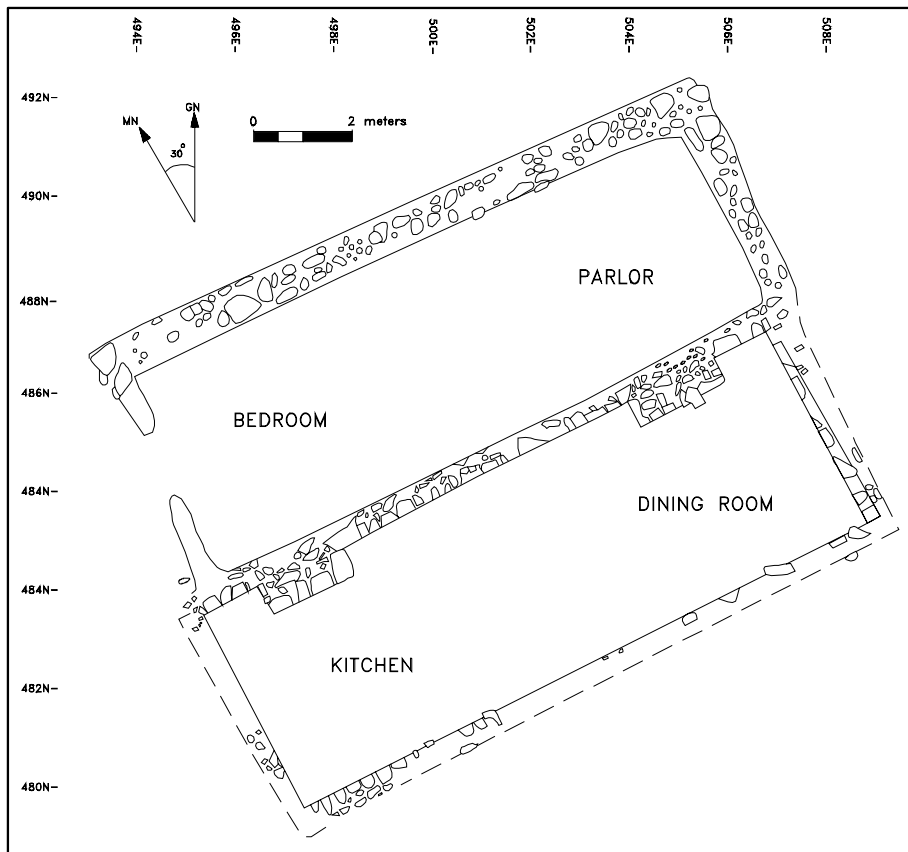 494E
496E
498E
500E
502E
504E
506E
508E
492N
490N
488N
486N
484N
484N
482N
480N
MN
GN
30°
0 2 meters
PARLOR
BEDROOM
DINING ROOM
KITCHEN